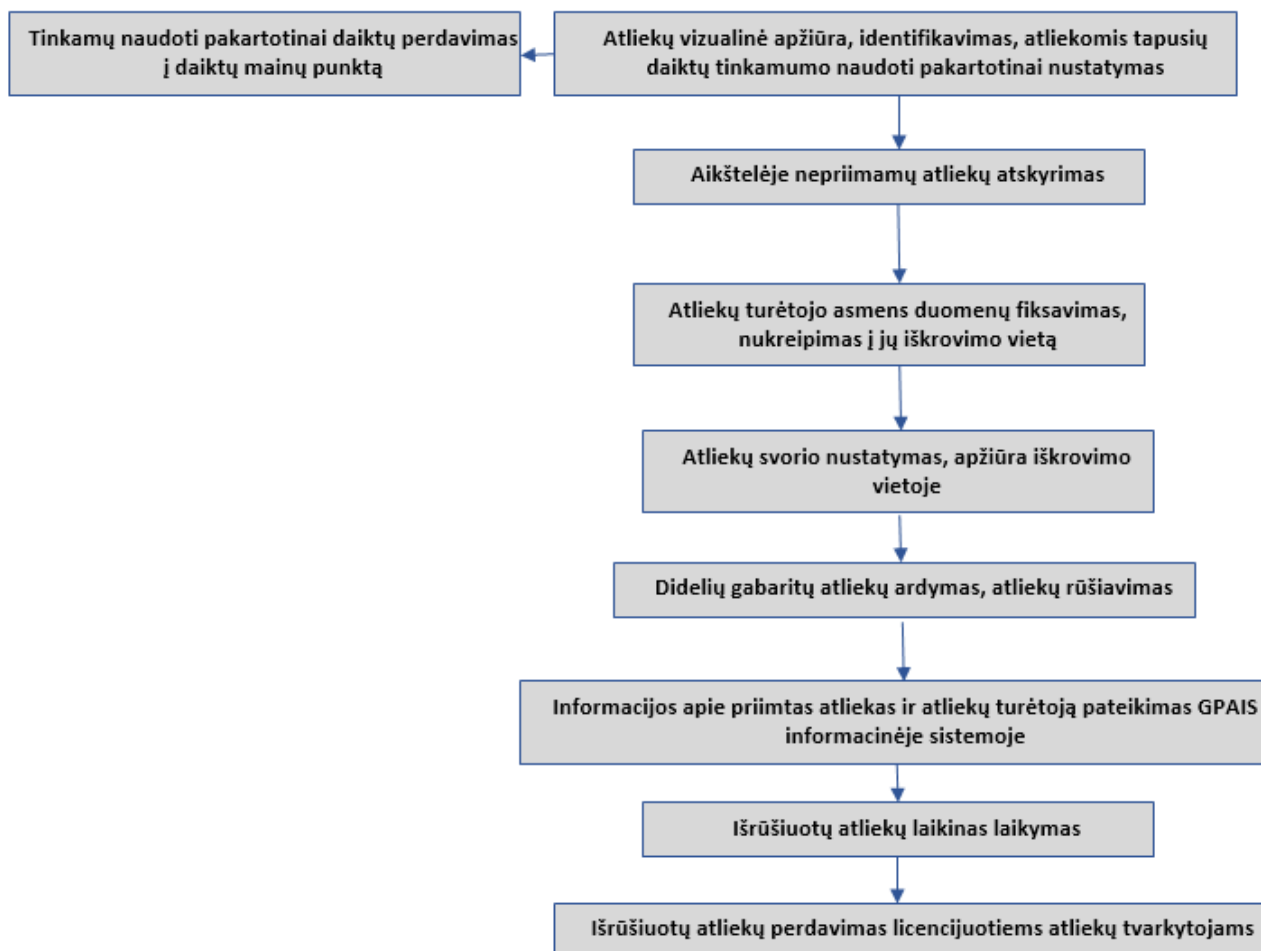 Tinkamų naudoti pakartotinai daiktų perdavimas
į daiktų mainų punktą
Atliekų vizualinė apžiūra, identifikavimas, atliekomis tapusių
daiktų tinkamumo naudoti pakartotinai nustatymas
Aikštelėje nepriimamų atliekų atskyrimas
Atliekų turėtojo asmens duomenų fiksavimas,
nukreipimas į jų iškrovimo vietą
Atliekų svorio nustatymas, apžiūra iškrovimo
vietoje
Didelių gabaritų atliekų ardymas, atliekų rūšiavimas
Informacijos apie priimtas atliekas ir atliekų turėtoją pateikimas GPAIS
informacinėje sistemoje
Išrūšiuotų atliekų laikinas laikymas
Išrūšiuotų atliekų perdavimas licencijuotiems atliekų tvarkytojams